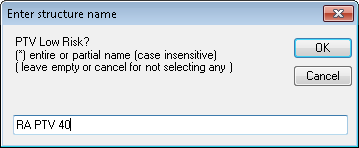 Enter structure name
PTV Low Risk?
(*) entire or partial name (case insensitive)
( leave empty or cancel for not selecting any )
OK
Cancel
RA PTV 40